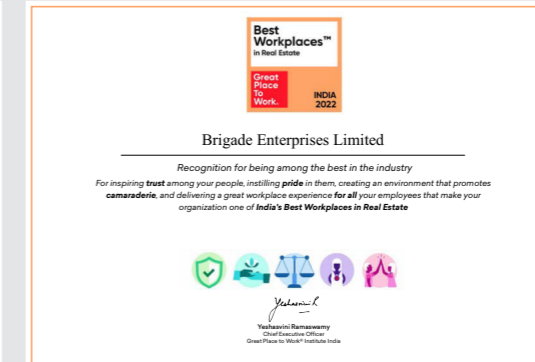 Best
Workplaces™
in Real Estate
Great
Place
To
Work.
INDIA
2022
Brigade Enterprises Limited
Recognition for being among the best in the industry
For inspiring trust among your people, instilling pride in them, creating an environment that promotes
camaraderie, and delivering a great workplace experience for all your employees that make your
organization one of India's Best Workplaces in Real Estate
Yeshasvini R
Yeshasvini Ramaswamy
Chief Executive Officer
Great Place to Work® Institute India